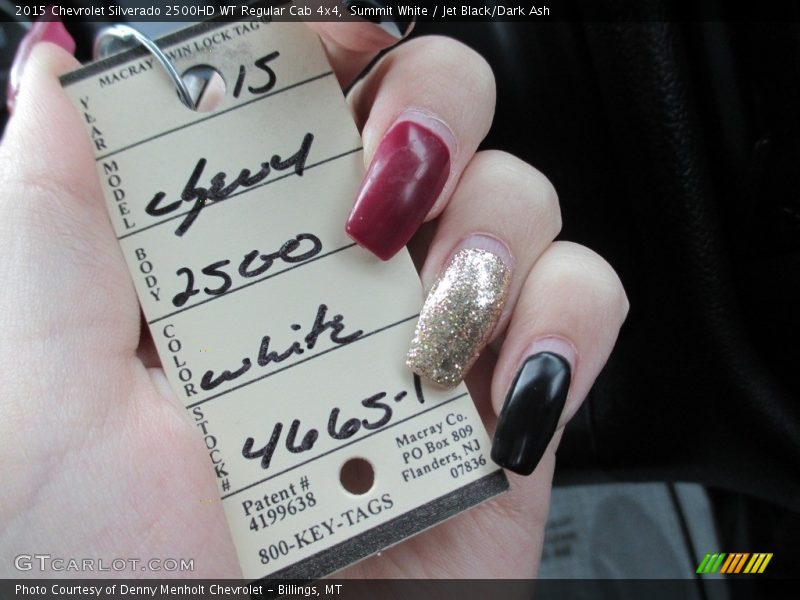 2015 Chevrolet Silverado 2500HD WT Regular Cab 4x4, Summit White / Jet Black/Dark Ash
MACRAY WIN LOCK TAG
YEAR 15
MODEL chevy
BODY 2500
COLOR white
STOCK# 4665-1
Patent #
4199638
Macray Co.
PO Box 809
Flanders, NJ
07836
800-KEY-TAGS
GTCARLOT.COM
Photo Courtesy of Denny Menholt Chevrolet - Billings, MT